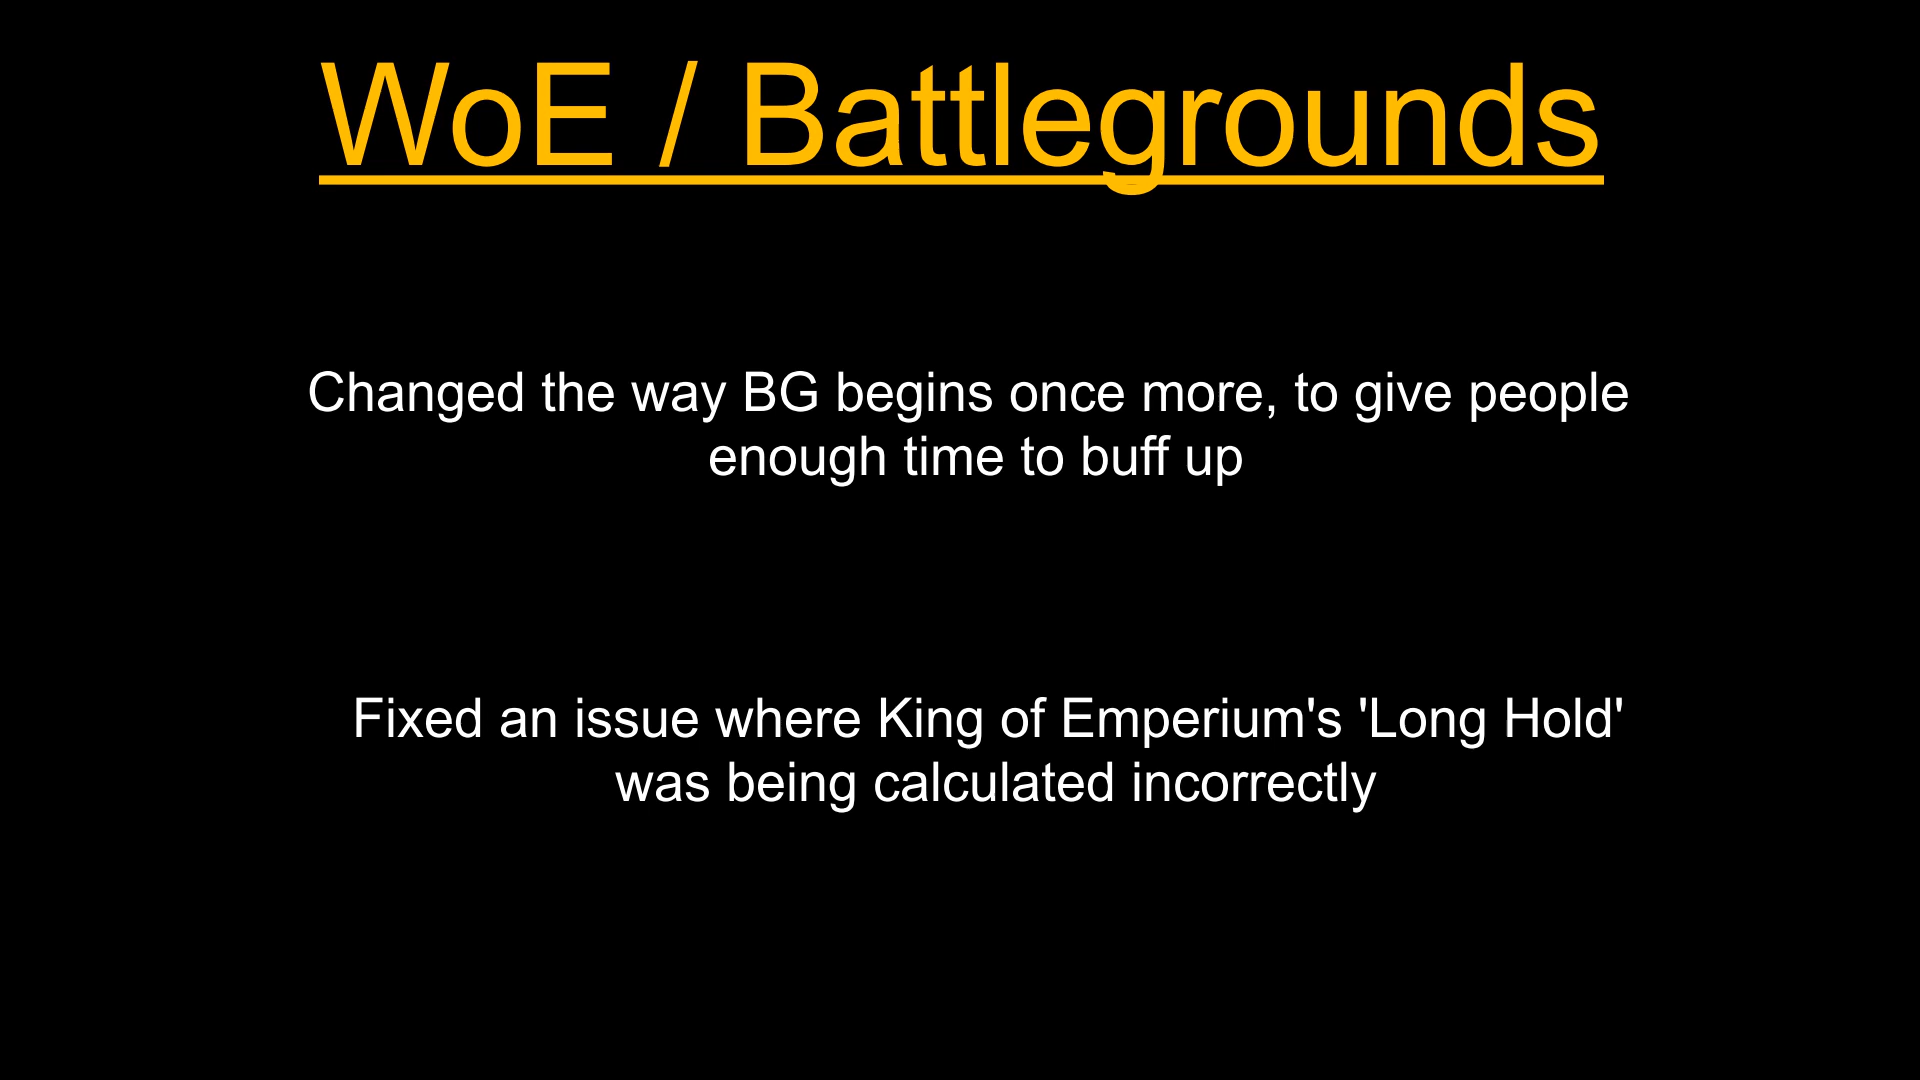 WoE / Battlegrounds
Changed the way BG begins once more, to give people
enough time to buff up
Fixed an issue where King of Emperium's 'Long Hold'
was being calculated incorrectly